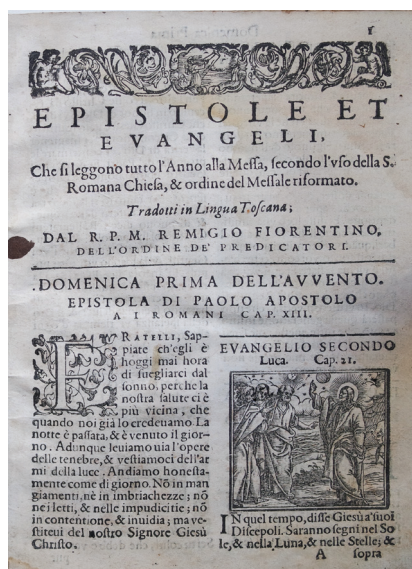 1
EPISTOLE ET
EVANGELI,
Che si leggono tutto l'Anno alla Messa, secondo l'vso della S.
Romana Chiesa, & ordine del Messale riformato.
Tradotti in Lingua Toscana;
DAL R. P. M. REMIGIO FIORENTINO,
DELL'ORDINE DE' PREDICATORI.
DOMENICA PRIMA DELL'AVVENTO.
EPISTOLA DI PAOLO APOSTOLO
A I ROMANI CAP. XIII.
FRATELLI, Sap-
piate ch'egli è
hoggi mai hora
di suegliarci dal
sonno, perche la
nostra salute ci è
più vicina, che
quando noi già lo credeuamo. La
notte è passata, & è venuto il gior-
no. Adunque leuiamo uia l'opere
delle tenebre, & vestiamoci dell'ar
mi della luce. Andiamo honesta-
mente come di giorno. Nõ in man
giamenti, nè in imbriachezze; nõ
ne i letti, & nelle impudicitie; nõ
in contentione, & inuidia; ma ve-
stiteui del nostro Signore Giesù
Christo.
EVANGELIO SECONDO
Luca. Cap. 21.
IN quel tempo, disse Giesù a'suoi
Discepoli. Saranno segni nel So
le, & nella Luna, & nelle Stelle; &
A sopra